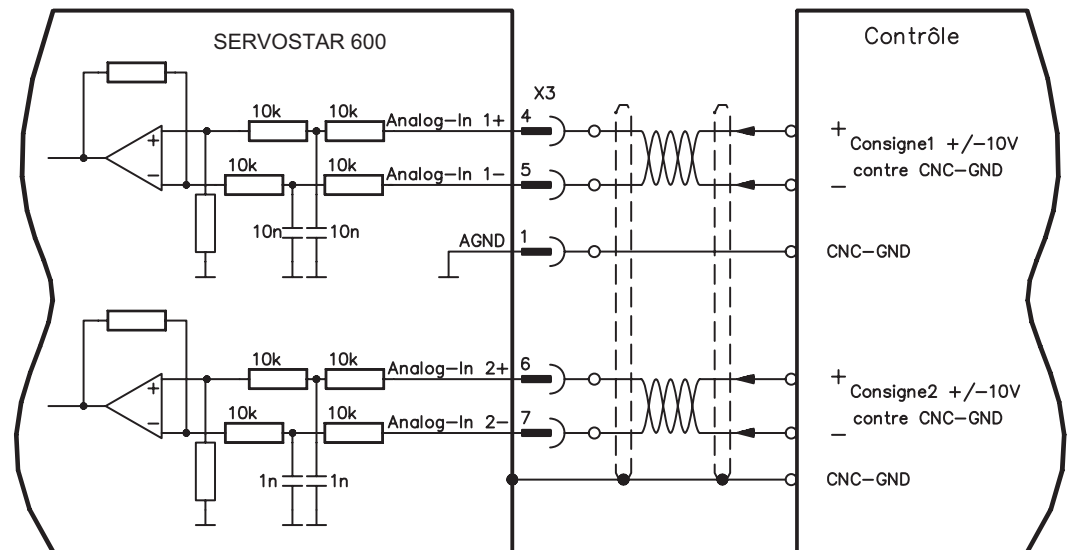 SERVOSTAR 600
Contrôle
X3
10k 10k Analog-In 1+ 4
+
-
10k 10k Analog-In 1- 5
+
Consigne1 +/-10V
contre CNC-GND
-
10n 10n
AGND 1
CNC-GND
10k 10k Analog-In 2+ 6
+
-
10k 10k Analog-In 2- 7
+
Consigne2 +/-10V
contre CNC-GND
-
1n 1n
CNC-GND